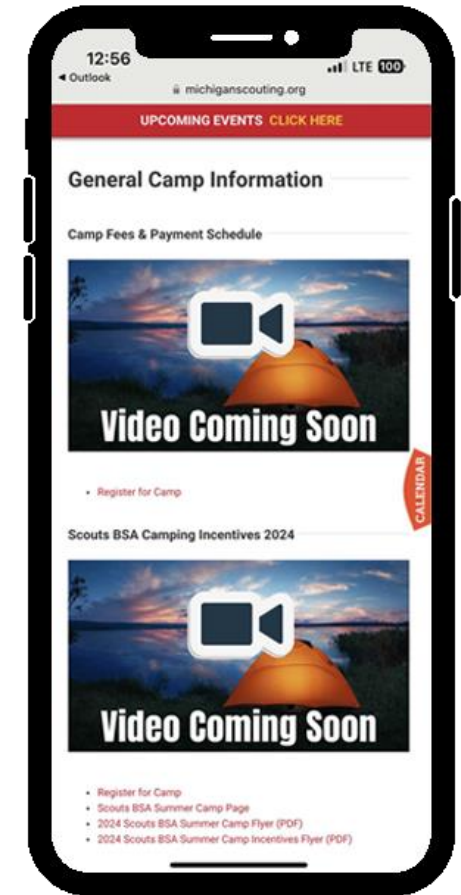 12:56
LTE 100
◄ Outlook
michiganscouting.org
UPCOMING EVENTS CLICK HERE
General Camp Information
Camp Fees & Payment Schedule
Video Coming Soon
• Register for Camp
CALENDAR
Scouts BSA Camping Incentives 2024
Video Coming Soon
• Register for Camp
• Scouts BSA Summer Camp Page
• 2024 Scouts BSA Summer Camp Flyer (PDF)
• 2024 Scouts BSA Summer Camp Incentives Flyer (PDF)